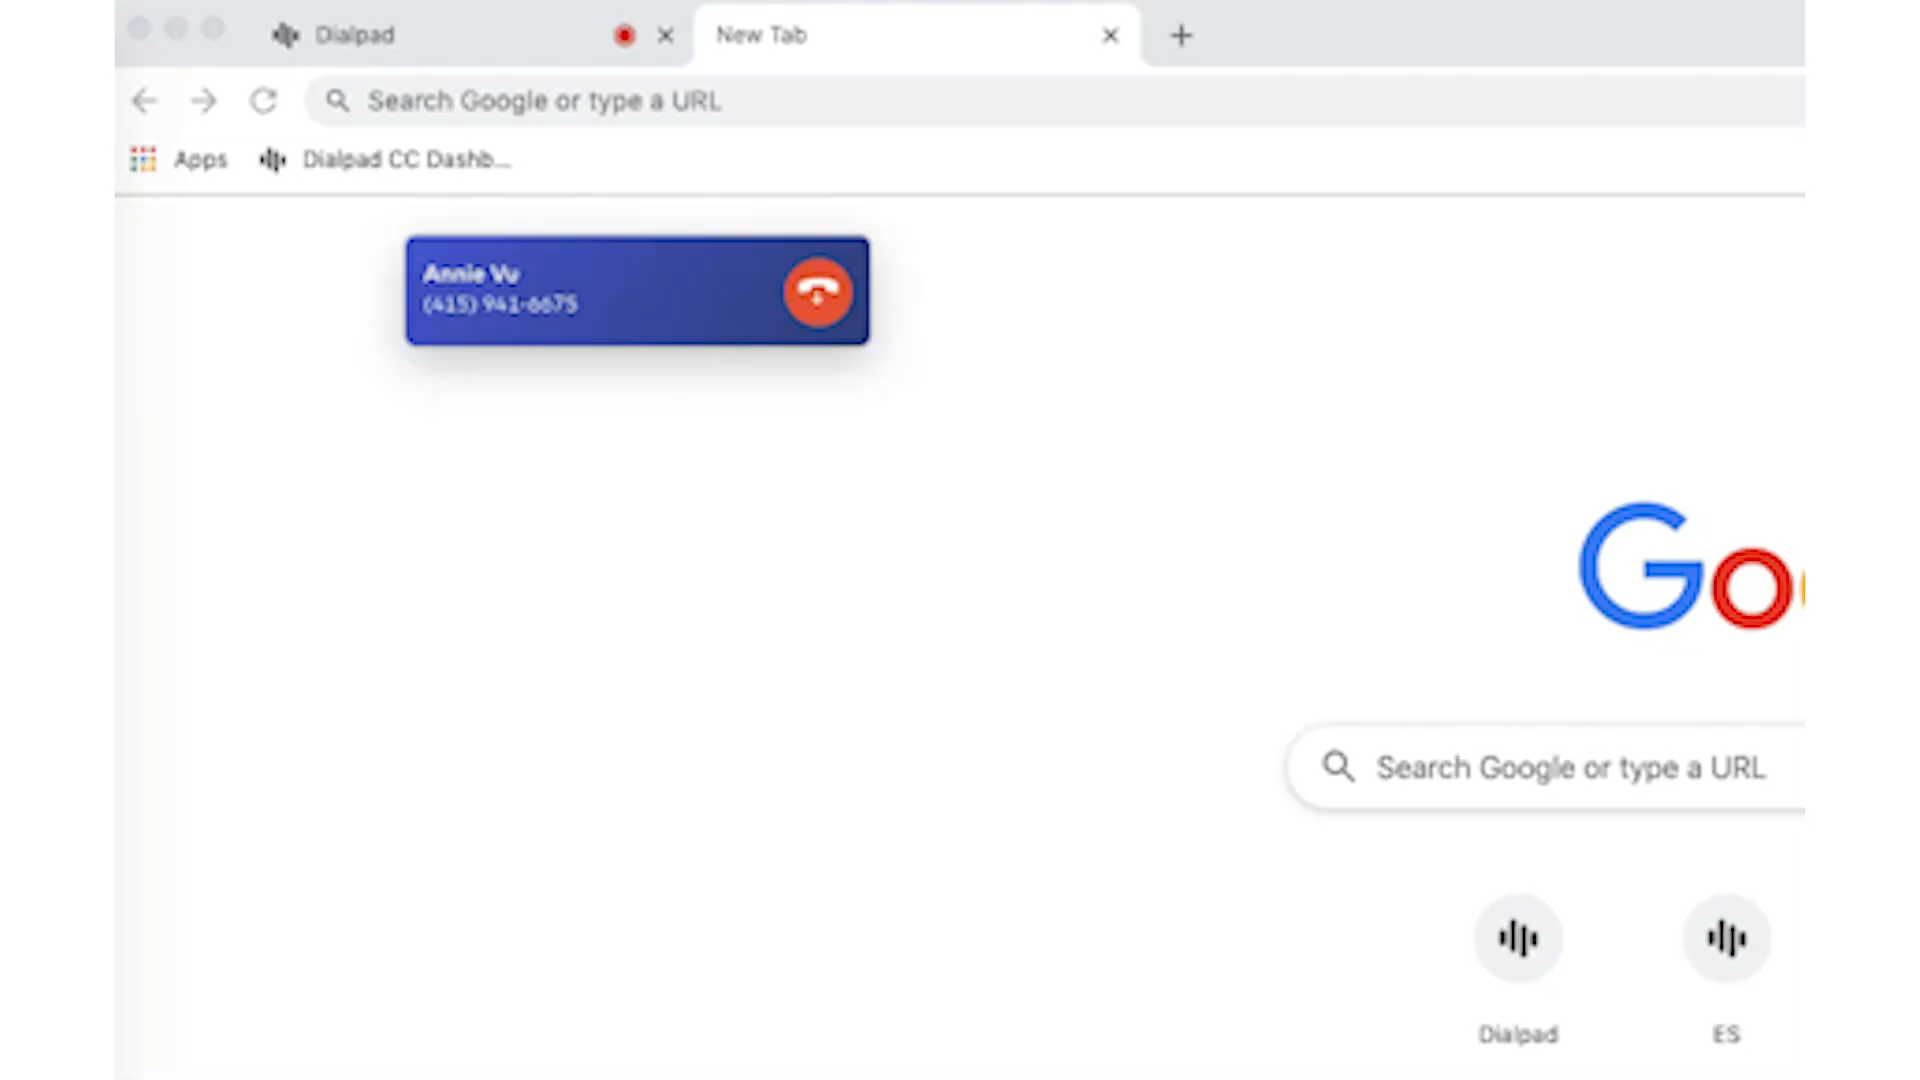 Dialpad
New Tab
Search Google or type a URL
Apps
Dialpad CC Dashb...
Annie Vu
(415) 941-6675
Go
Search Google or type a URL
Dialpad
ES